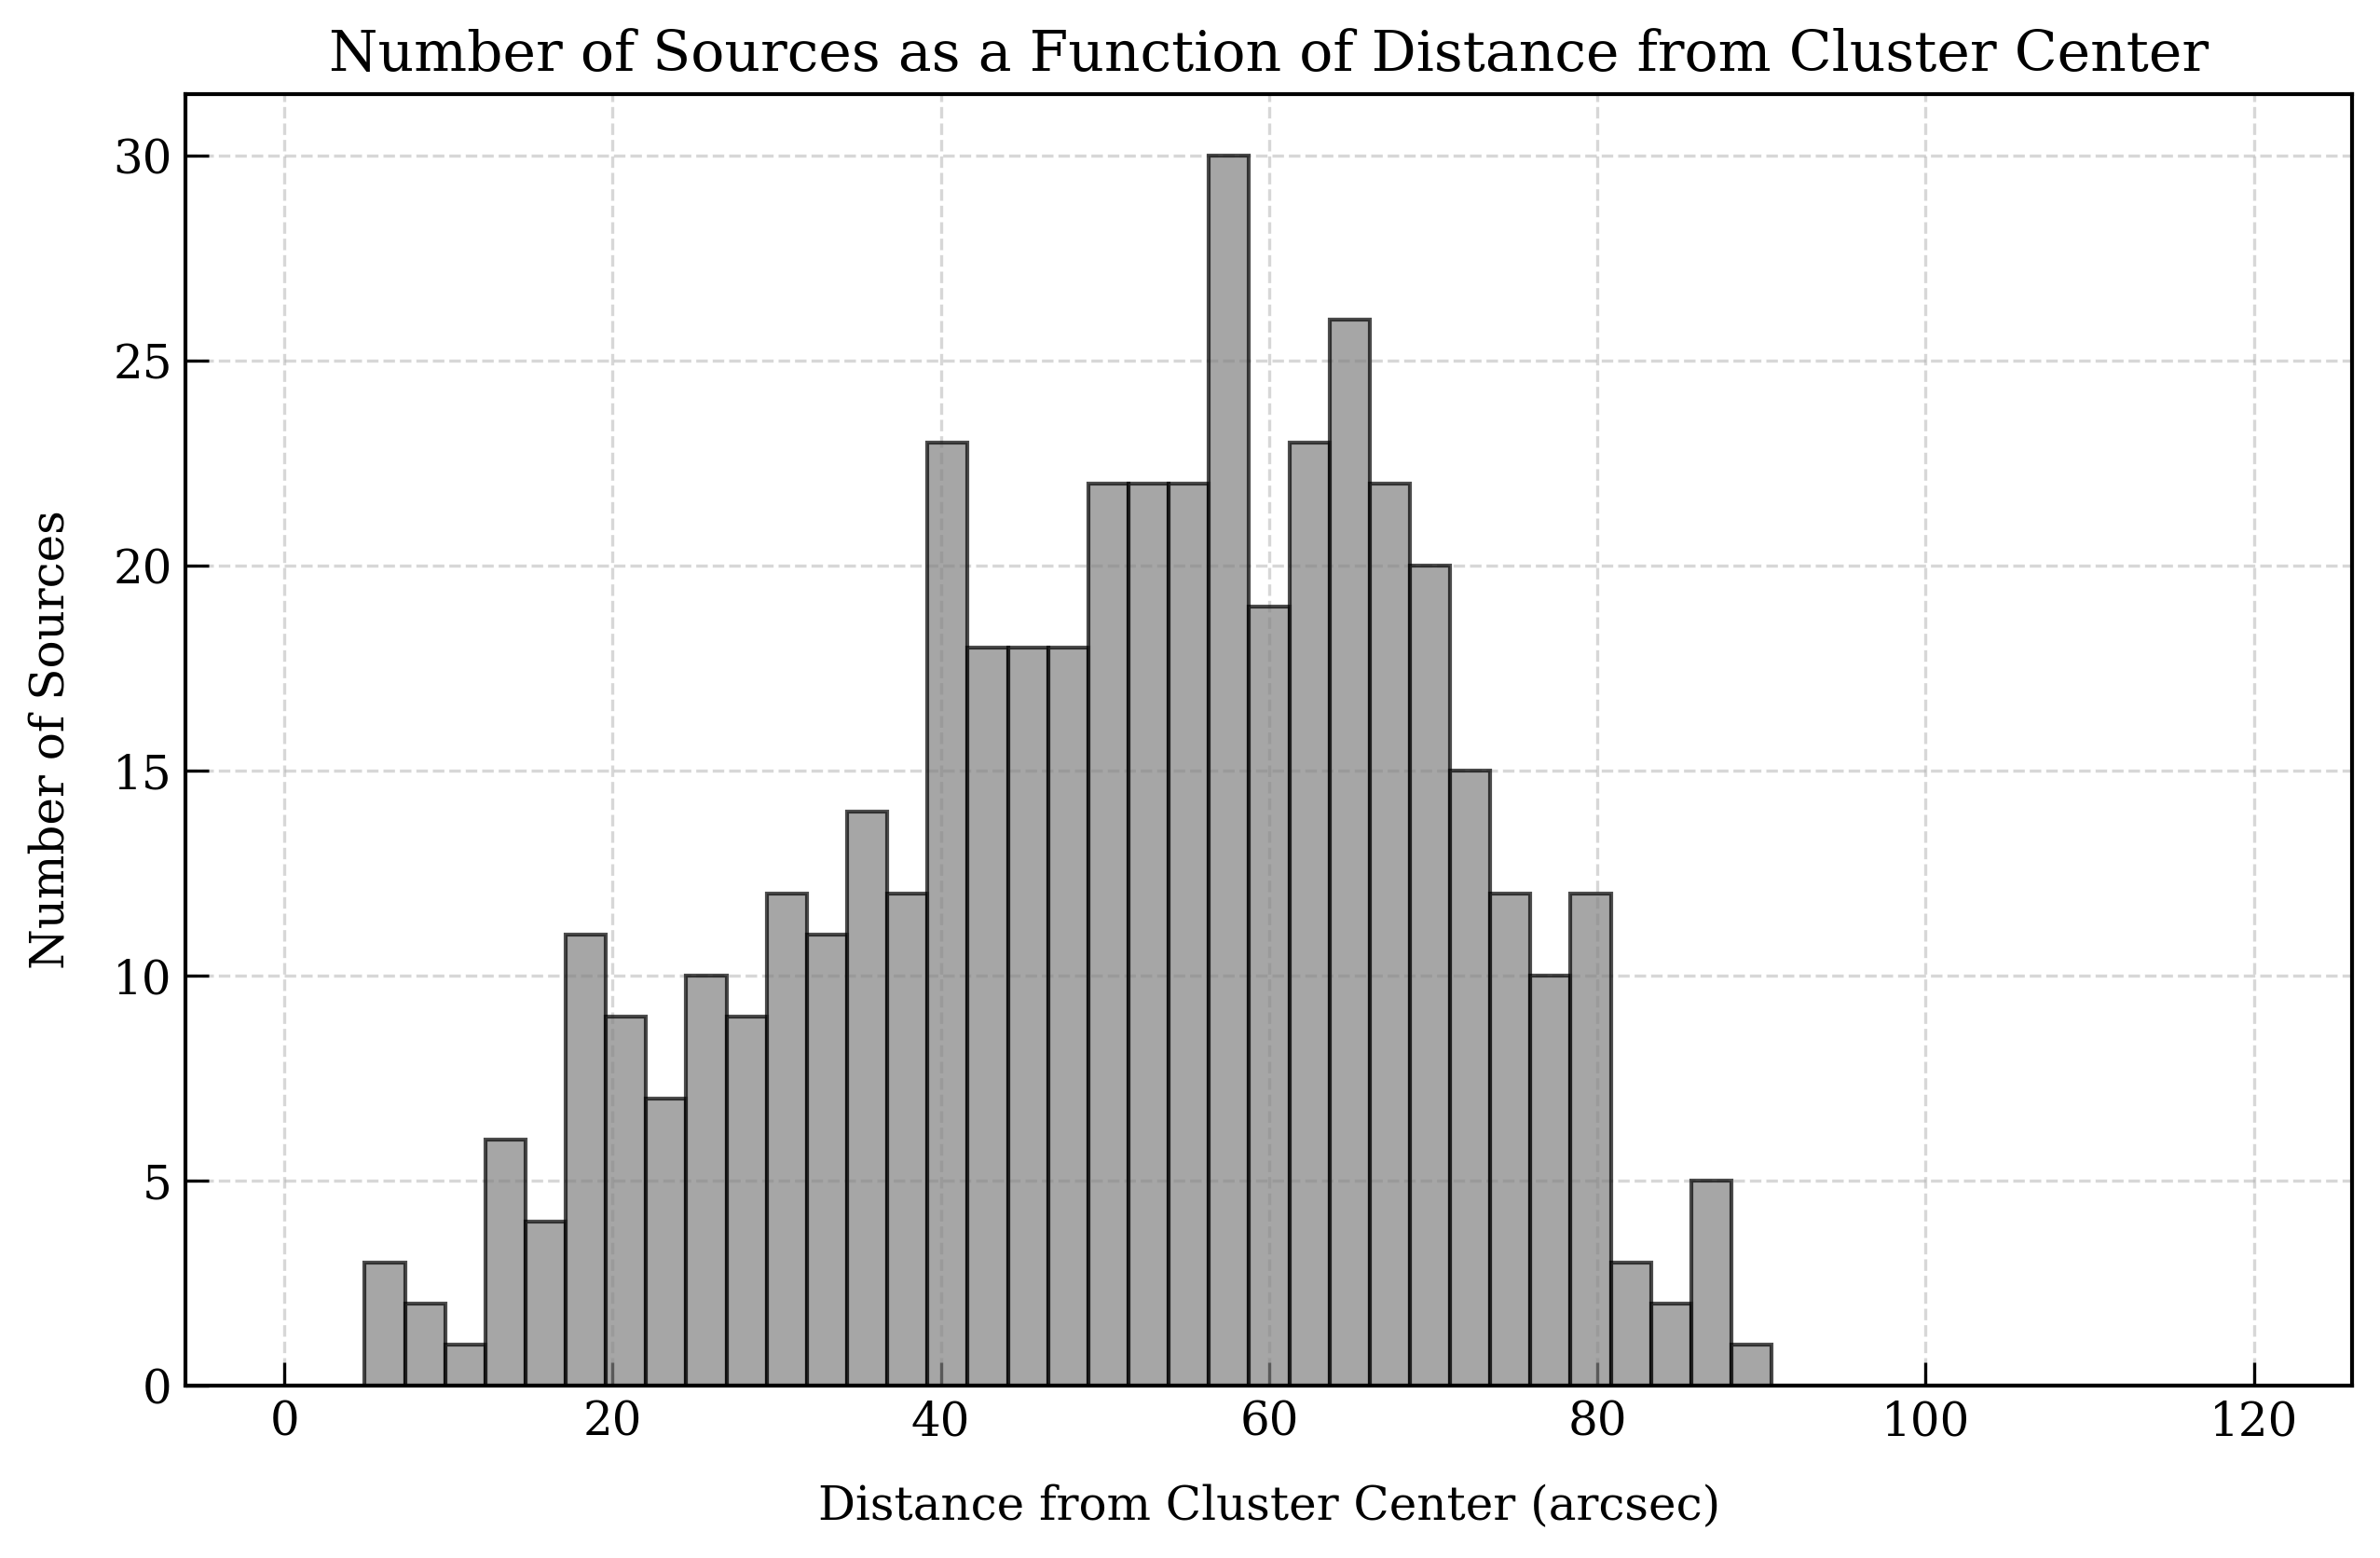 Number of Sources as a Function of Distance from Cluster Center
30
25
20
15
10
5
0
Number of Sources
0 20 40 60 80 100 120
Distance from Cluster Center (arcsec)